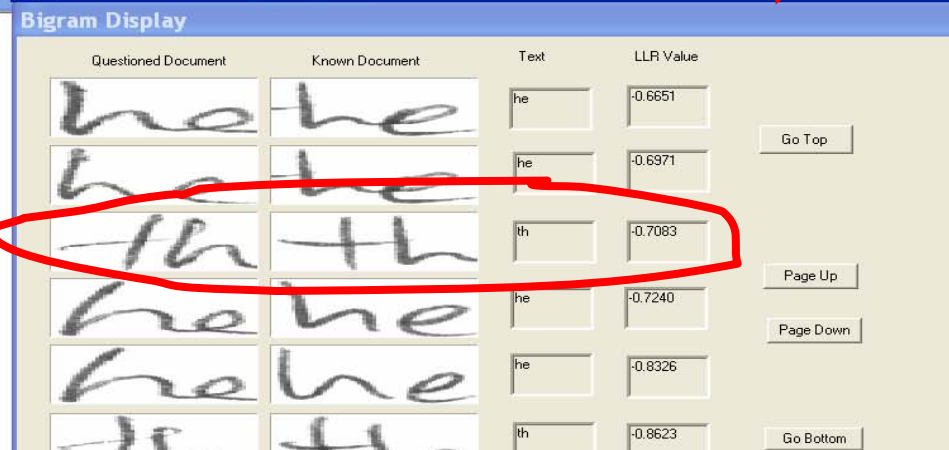 Bigram Display
Questioned Document Known Document Text LLR Value
he he he -0.6651
Go Top
he he he -0.6971
th th th -0.7083
Page Up
he he he -0.7240
Page Down
he he he -0.8326
th th th -0.8623
Go Bottom